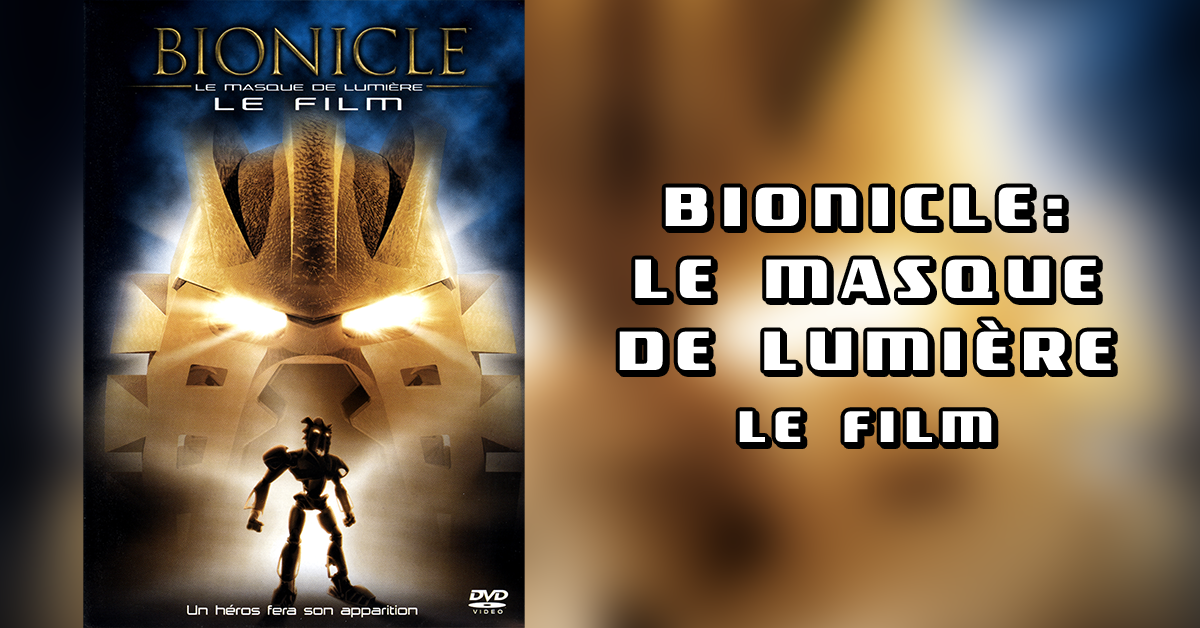 BIONICLE
LE MASQUE DE LUMIÈRE
LE FILM
Un héros fera son apparition
DVD
VIDEO
BIONICLE:
LE MASQUE
DE LUMIÈRE
LE FILM